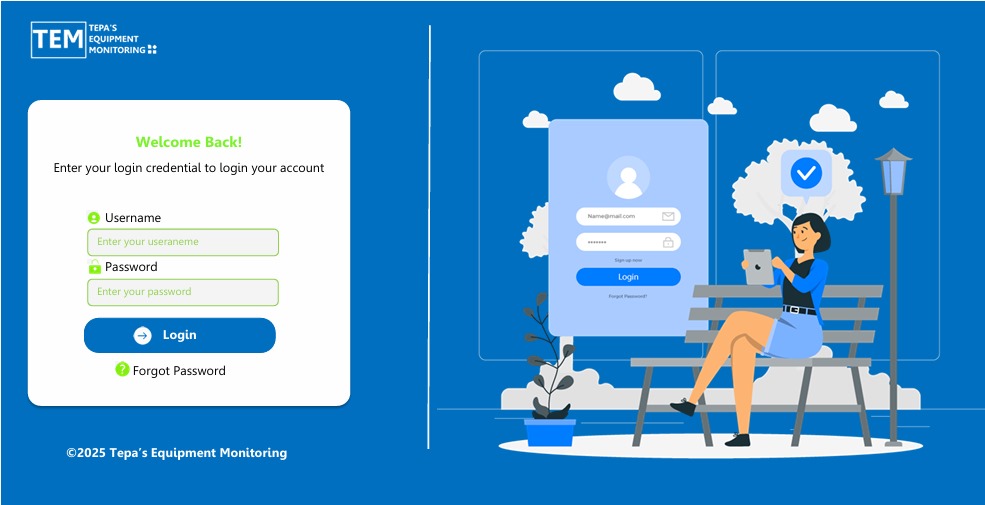 TEM
TEPA'S
EQUIPMENT
MONITORING
Welcome Back!
Enter your login credential to login your account
Username
Enter your useraneme
Password
Enter your password
Login
? Forgot Password
©2025 Tepa's Equipment Monitoring
Name@mail.com
•••••••
Sign up now
Login
Forgot Password?